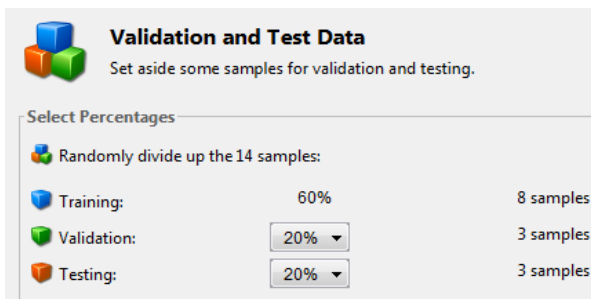 Validation and Test Data
Set aside some samples for validation and testing.
Select Percentages
Randomly divide up the 14 samples:
Training: 60% 8 samples
Validation: 20% 3 samples
Testing: 20% 3 samples